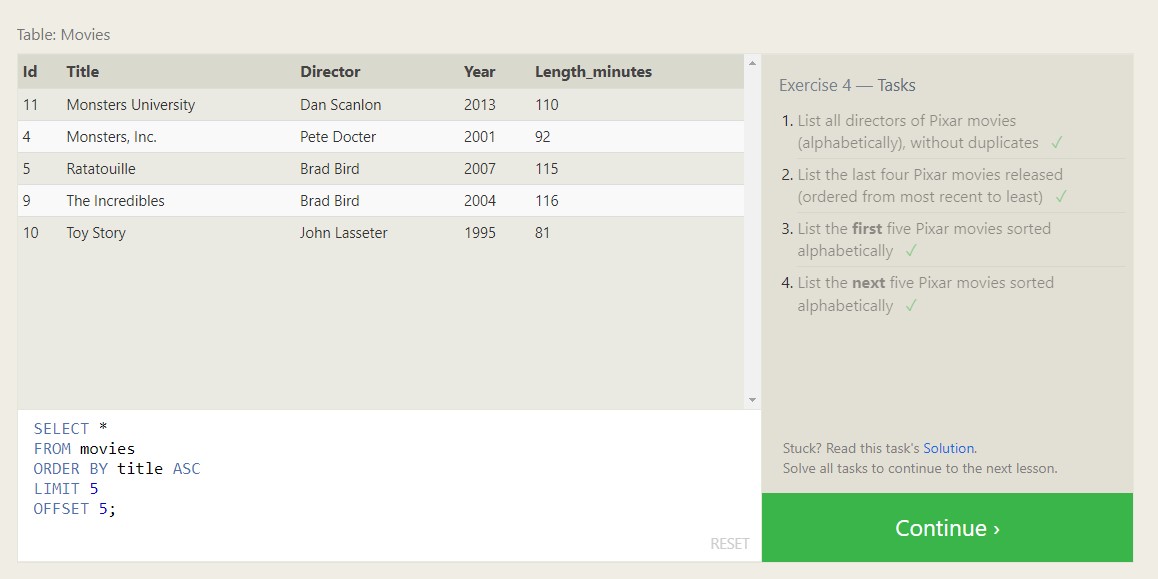 Table: Movies
Id Title Director Year Length_minutes
11 Monsters University Dan Scanlon 2013 110
4 Monsters, Inc. Pete Docter 2001 92
5 Ratatouille Brad Bird 2007 115
9 The Incredibles Brad Bird 2004 116
10 Toy Story John Lasseter 1995 81
SELECT *
FROM movies
ORDER BY title ASC
LIMIT 5
OFFSET 5;
RESET
Exercise 4 — Tasks
1. List all directors of Pixar movies
(alphabetically), without duplicates ✓
2. List the last four Pixar movies released
(ordered from most recent to least) ✓
3. List the first five Pixar movies sorted
alphabetically ✓
4. List the next five Pixar movies sorted
alphabetically ✓
Stuck? Read this task's Solution.
Solve all tasks to continue to the next lesson.
Continue ›